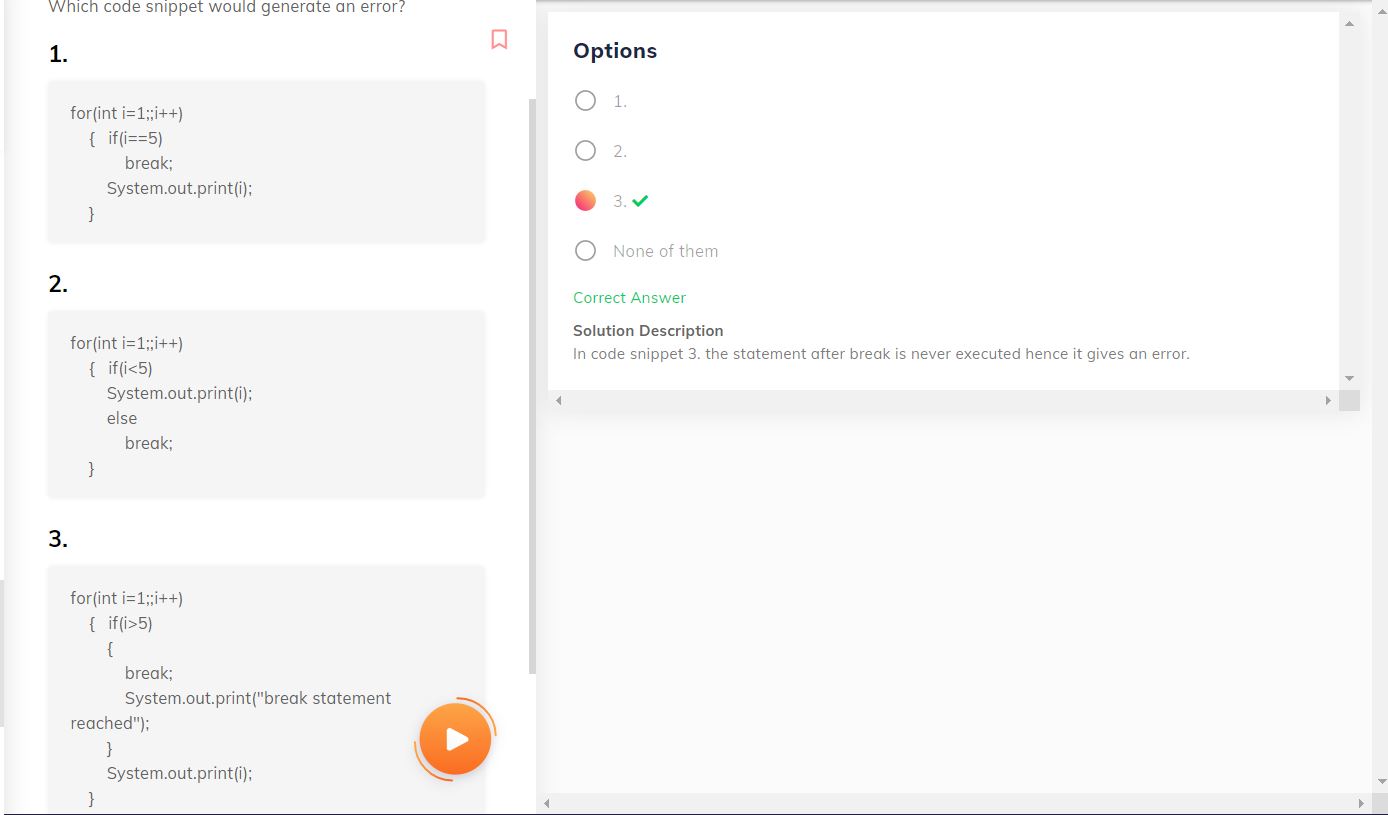 Which code snippet would generate an error?
1.
for(int i=1;;i++)
{ if(i==5)
break;
System.out.print(i);
}
2.
for(int i=1;;i++)
{ if(i<5)
System.out.print(i);
else
break;
}
3.
for(int i=1;;i++)
{ if(i>5)
{
break;
System.out.print("break statement
reached");
}
System.out.print(i);
}
Options
1.
2.
3.
None of them
Correct Answer
Solution Description
In code snippet 3. the statement after break is never executed hence it gives an error.